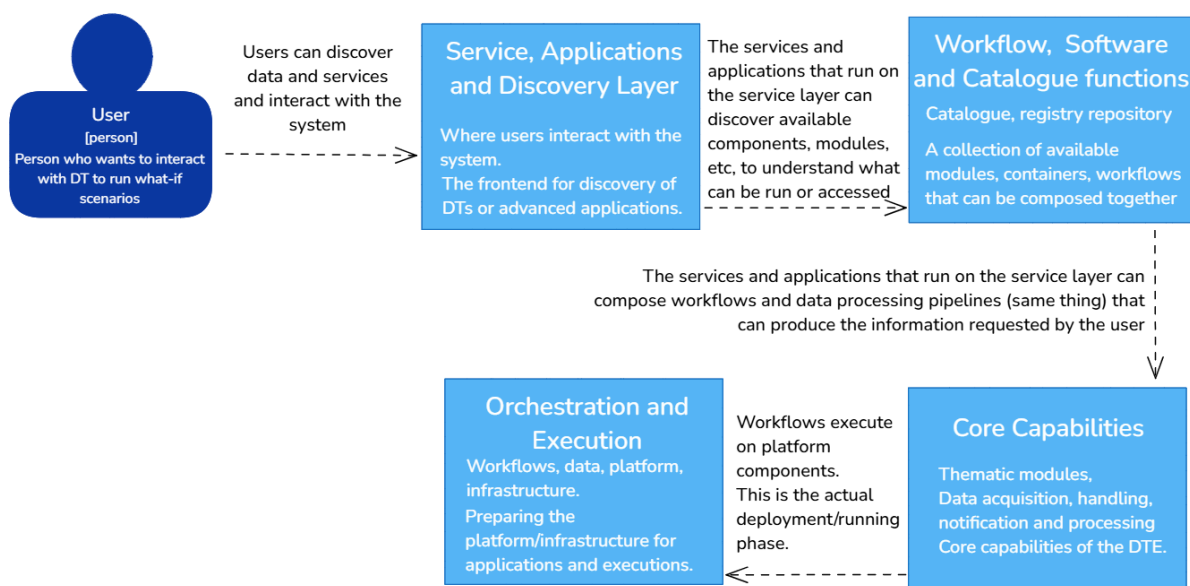 User
[person]
Person who wants to interact
with DT to run what-if
scenarios
Users can discover
data and services
and interact with the
system
Service, Applications
and Discovery Layer
Where users interact with the
system.
The frontend for discovery of
DTs or advanced applications.
The services and
applications that run on
the service layer can
discover available
components, modules,
etc, to understand what
can be run or accessed
Workflow, Software
and Catalogue functions
Catalogue, registry repository
A collection of available
modules, containers, workflows
that can be composed together
The services and applications that run on the service layer can
compose workflows and data processing pipelines (same thing) that
can produce the information requested by the user
Core Capabilities
Thematic modules,
Data acquisition, handling,
notification and processing
Core capabilities of the DTE.
Workflows execute
on platform
components.
This is the actual
deployment/running
phase.
Orchestration and
Execution
Workflows, data, platform,
infrastructure.
Preparing the
platform/infrastructure for
applications and executions.